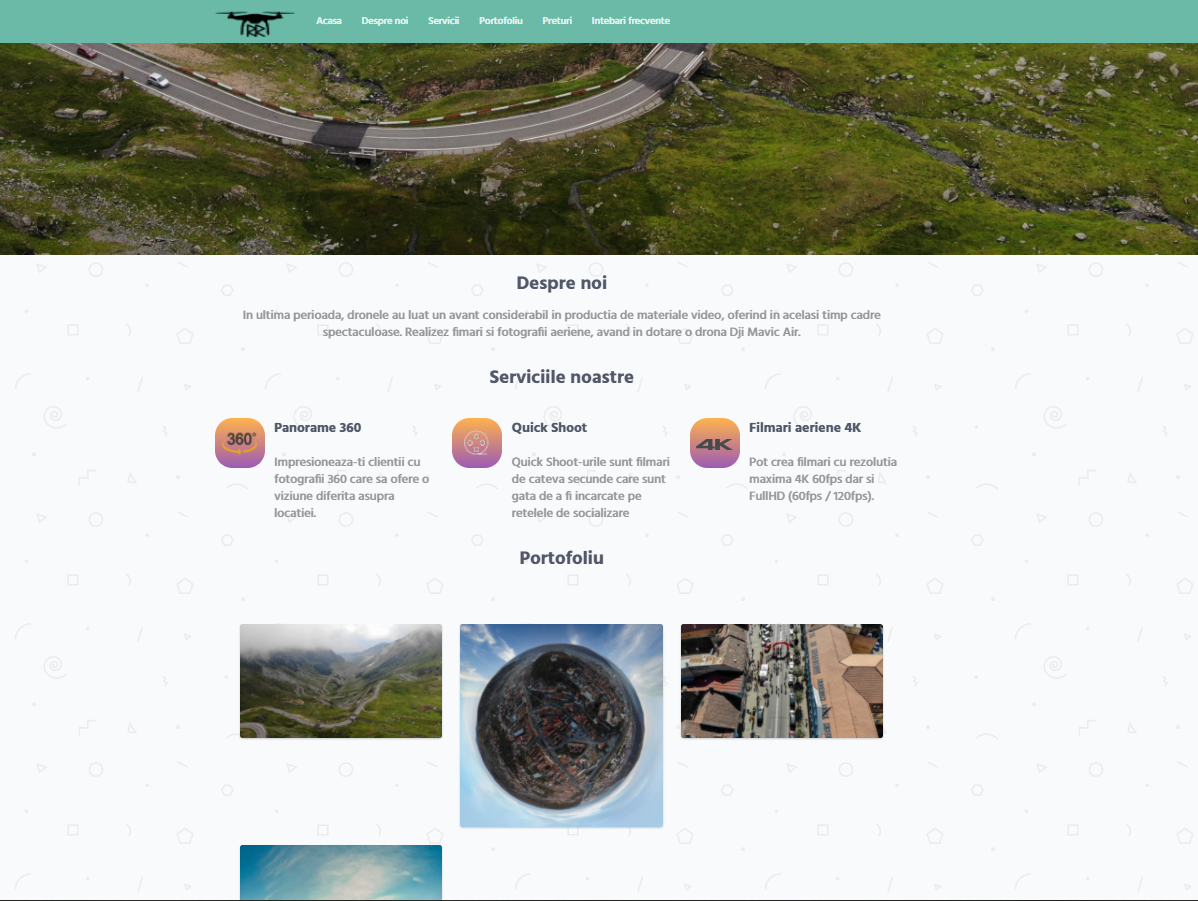 RR
Acasa Despre noi Servicii Portofoliu Preturi Intebari frecvente
Despre noi
In ultima perioada, dronele au luat un avant considerabil in productia de materiale video, oferind in acelasi timp cadre
spectaculoase. Realizez fimari si fotografii aeriene, avand in dotare o drona Dji Mavic Air.
Serviciile noastre
360°
Panorame 360
Impresioneaza-ti clientii cu
fotografii 360 care sa ofere o
viziune diferita asupra
locatiei.
Quick Shoot
Quick Shoot-urile sunt filmari
de cateva secunde care sunt
gata de a fi incarcate pe
retelele de socializare
4K
Filmari aeriene 4K
Pot crea filmari cu rezolutia
maxima 4K 60fps dar si
FullHD (60fps / 120fps).
Portofoliu